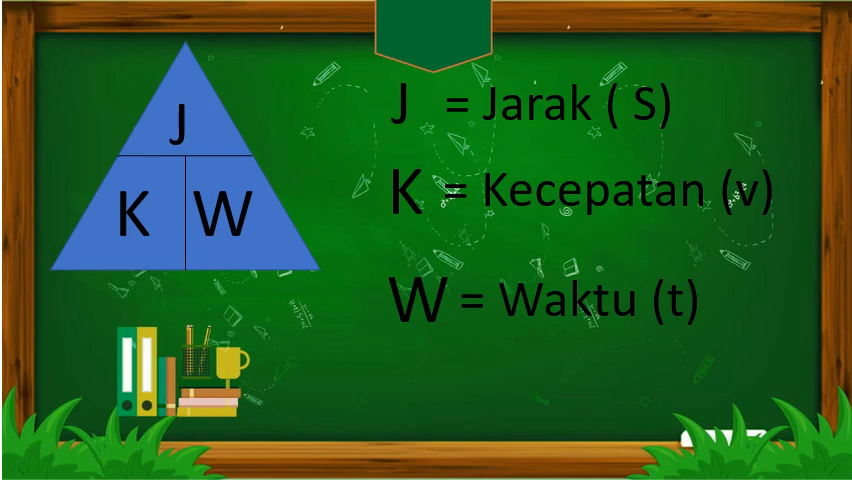 J
K W
J = Jarak ( S)
K = Kecepatan (v)
W = Waktu (t)